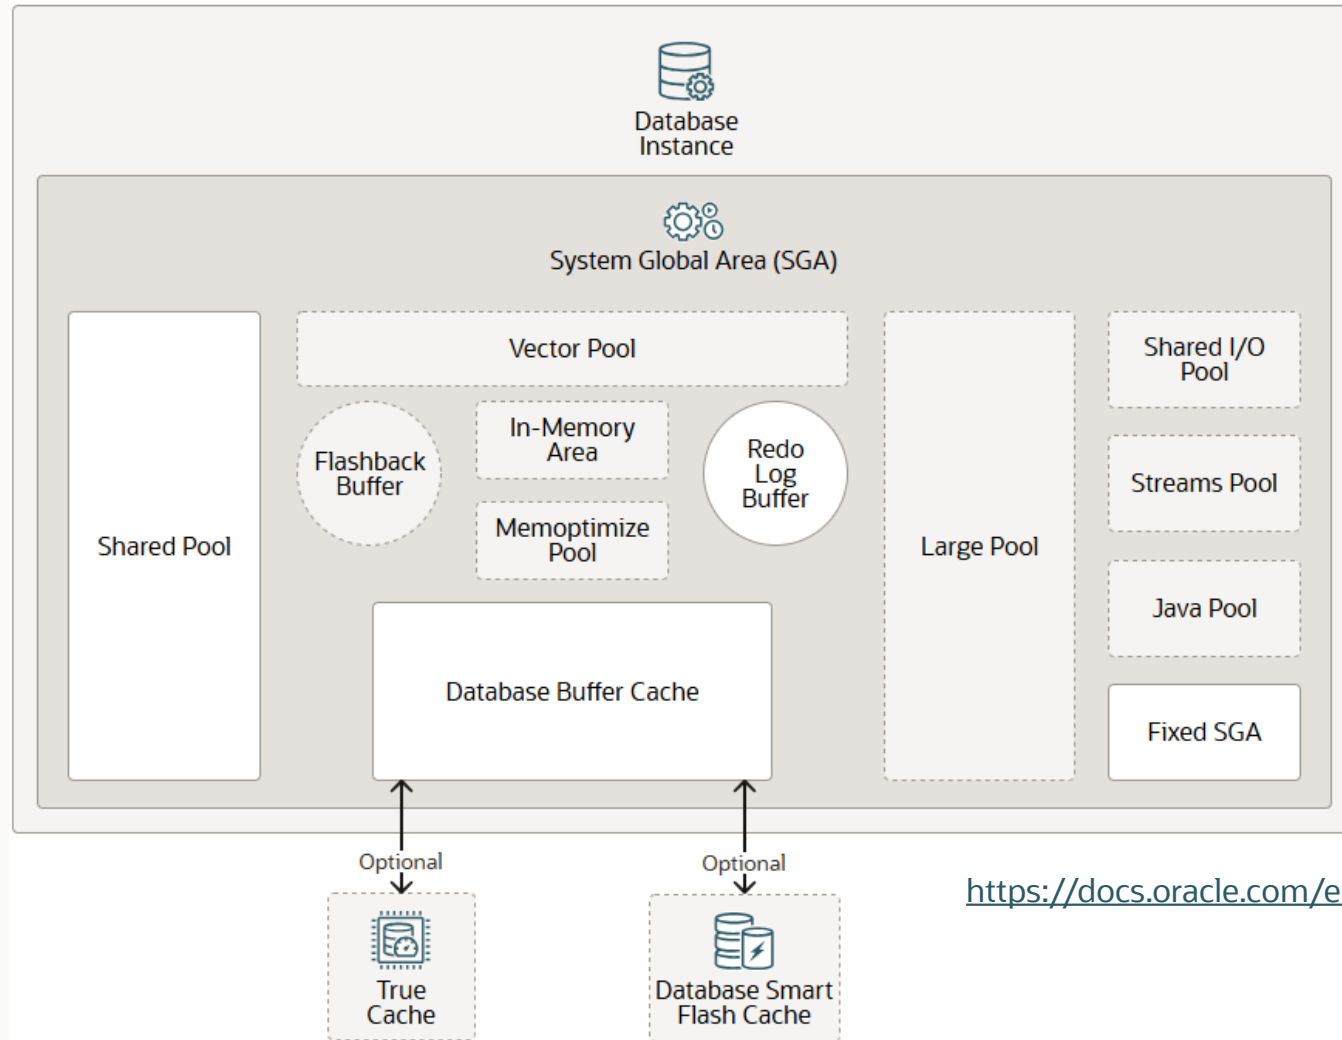 Database
Instance
System Global Area (SGA)
Shared Pool
Vector Pool
Flashback
Buffer
In-Memory
Area
Memoptimize
Pool
Redo
Log
Buffer
Database Buffer Cache
Large Pool
Shared I/O
Pool
Streams Pool
Java Pool
Fixed SGA
Optional
Optional
True
Cache
Database Smart
Flash Cache
https://docs.oracle.com/e